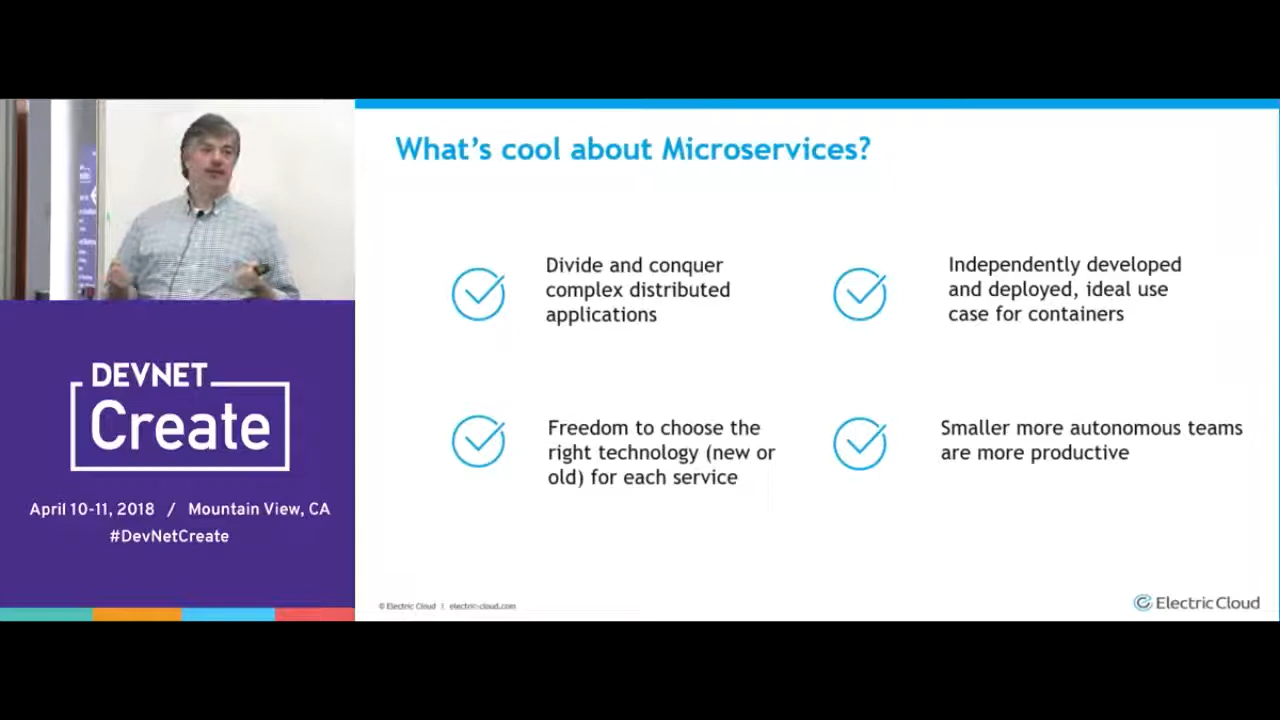 What's cool about Microservices?
Divide and conquer
complex distributed
applications
Independently developed
and deployed, ideal use
case for containers
Freedom to choose the
right technology (new or
old) for each service
Smaller more autonomous teams
are more productive
DEVNET
Create
April 10-11, 2018 / Mountain View, CA
#DevNetCreate
© Electric Cloud | electric-cloud.com
Electric Cloud